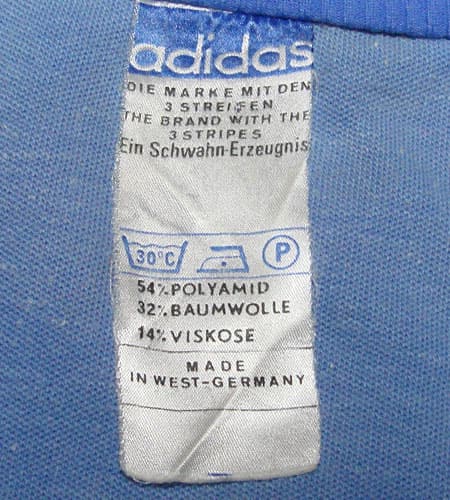 adidas
DIE MARKE MIT DEN
3 STREIFEN
THE BRAND WITH THE
3 STRIPES
Ein Schwahn-Erzeugnis
30°C P
54% POLYAMID
32% BAUMWOLLE
14% VISKOSE
MADE
IN WEST-GERMANY